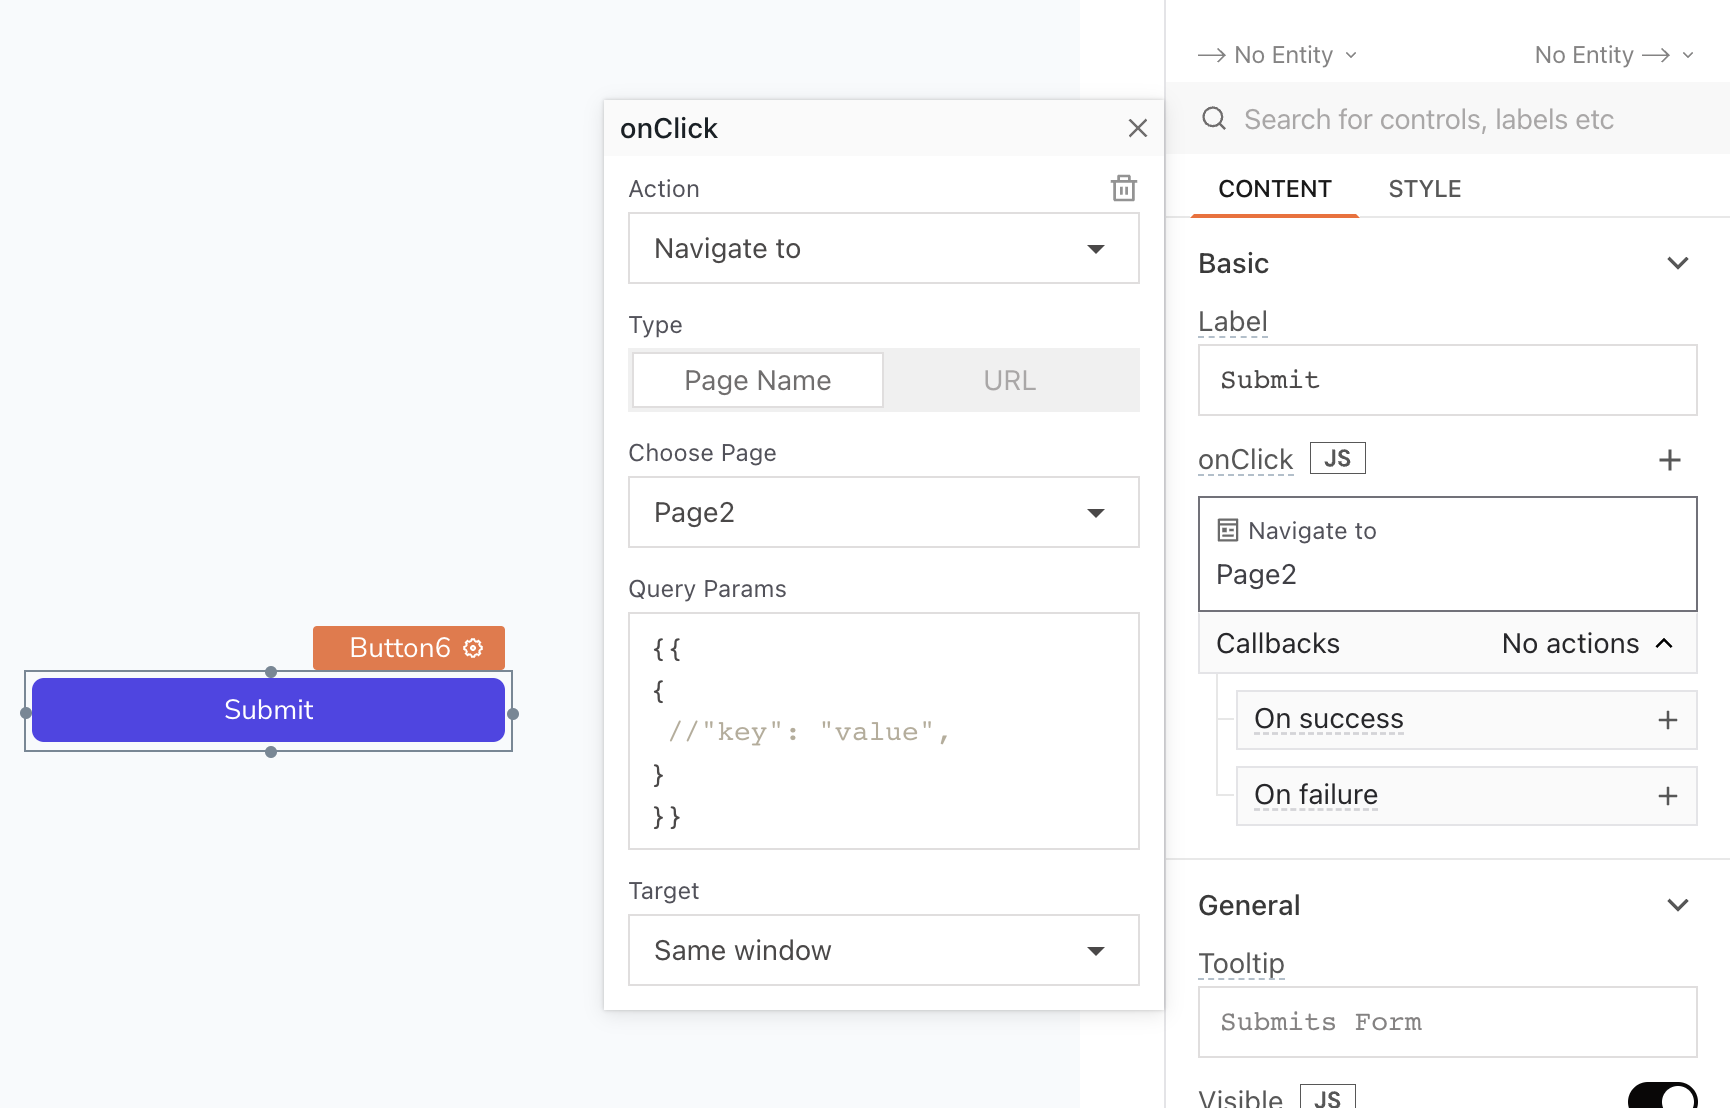 No Entity
No Entity
Search for controls, labels etc
CONTENT
STYLE
onClick
Action
Navigate to
Type
Page Name
URL
Choose Page
Page2
Query Params
{{
{
//"key": "value",
}
}}
Target
Same window
Button6
Submit
Basic
Label
Submit
onClick
JS
Navigate to
Page2
Callbacks
No actions
On success
On failure
General
Tooltip
Submits Form
Visible
JS